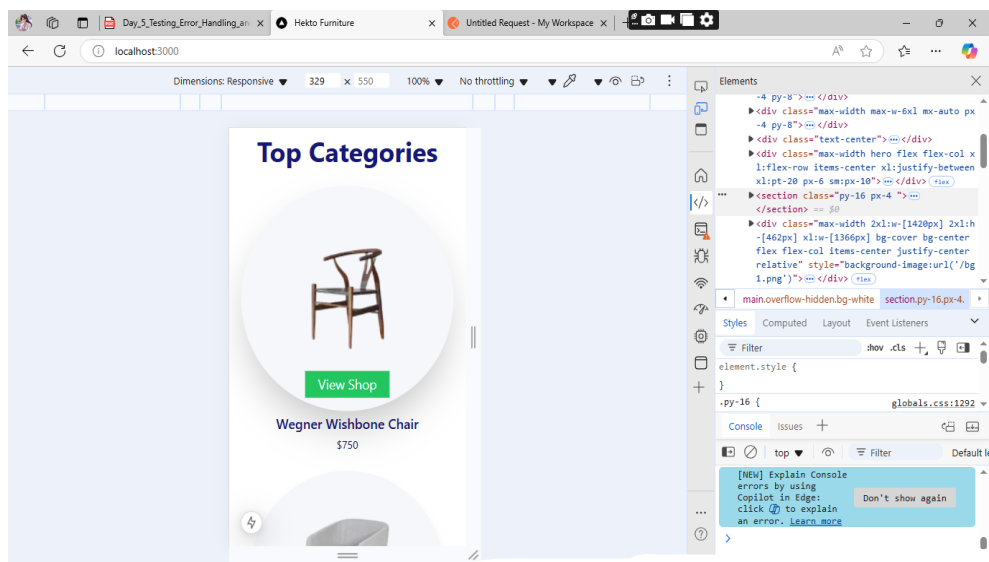 Day_5_Testing_Error_Handling_an
Hekto Furniture
Untitled Request - My Workspace
localhost:3000
Dimensions: Responsive ▼ 329 × 550 100% ▼ No throttling ▼
Elements
-4 py-8">⋯</div>
▶<div class="max-width max-w-6xl mx-auto px
-4 py-8">⋯</div>
▶<div class="text-center">⋯</div>
▶<div class="max-width hero flex flex-col x
l:flex-row items-center xl:justify-between
xl:pt-20 px-6 sm:px-10">⋯</div> flex
⋯ ▶<section class="py-16 px-4 ">⋯
</section> == $0
▶<div class="max-width 2xl:w-[1420px] 2xl:h
-[462px] xl:w-[1366px] bg-cover bg-center
flex flex-col items-center justify-center
relative" style="background-image:url('/bg
1.png')">⋯</div> flex
main.overflow-hidden.bg-white section.py-16.px-4.
Styles Computed Layout Event Listeners
Filter :hov .cls
element.style {
}
.py-16 { globals.css:1292
Console Issues
top ▼ Filter Default le
[NEW] Explain Console
errors by using
Copilot in Edge:
click to explain
an error. Learn more
Don't show again
Top Categories
View Shop
Wegner Wishbone Chair
$750